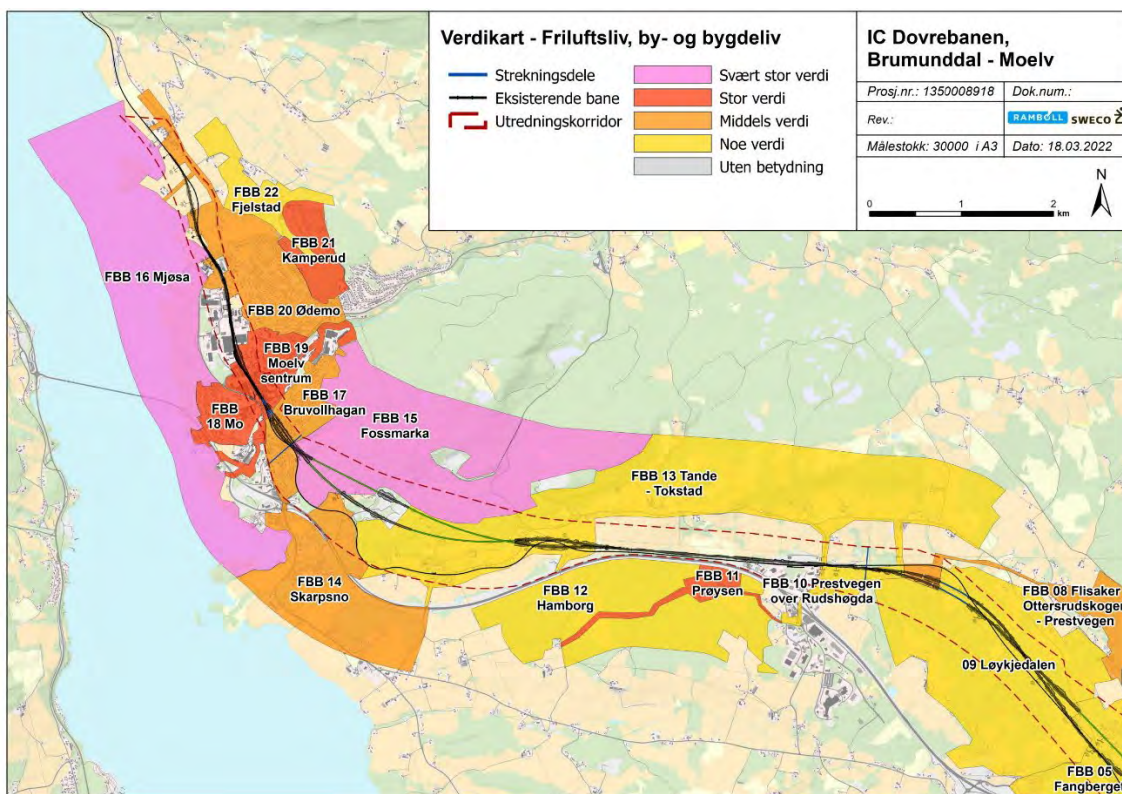 Verdikart - Friluftsliv, by- og bygdeliv
Strekningsdele
Eksisterende bane
Utredningskorridor
Svært stor verdi
Stor verdi
Middels verdi
Noe verdi
Uten betydning
IC Dovrebanen,
Brumunddal - Moelv
Prosj.nr.: 1350008918
Dok.num.:
Rev.:
RAMBOLL SWECO
Målestokk: 30000 i A3
Dato: 18.03.2022
N
0 1 2
km
FBB 22
Fjelstad
FBB 21
Kamperud
FBB 16 Mjøsa
FBB 20 Ødemo
FBB 19
Moelv
sentrum
FBB 17
Bruvollhagan
FBB
18 Mo
FBB 15
Fossmarka
FBB 13 Tande
- Tokstad
FBB 14
Skarpsno
FBB 12
Hamborg
FBB 11
Prøysen
FBB 10 Prestvegen
over Rudshøgda
FBB 08 Flisaker
Ottersrudskogen
- Prestvegen
09 Løykjedalen
FBB 05
Fangberget